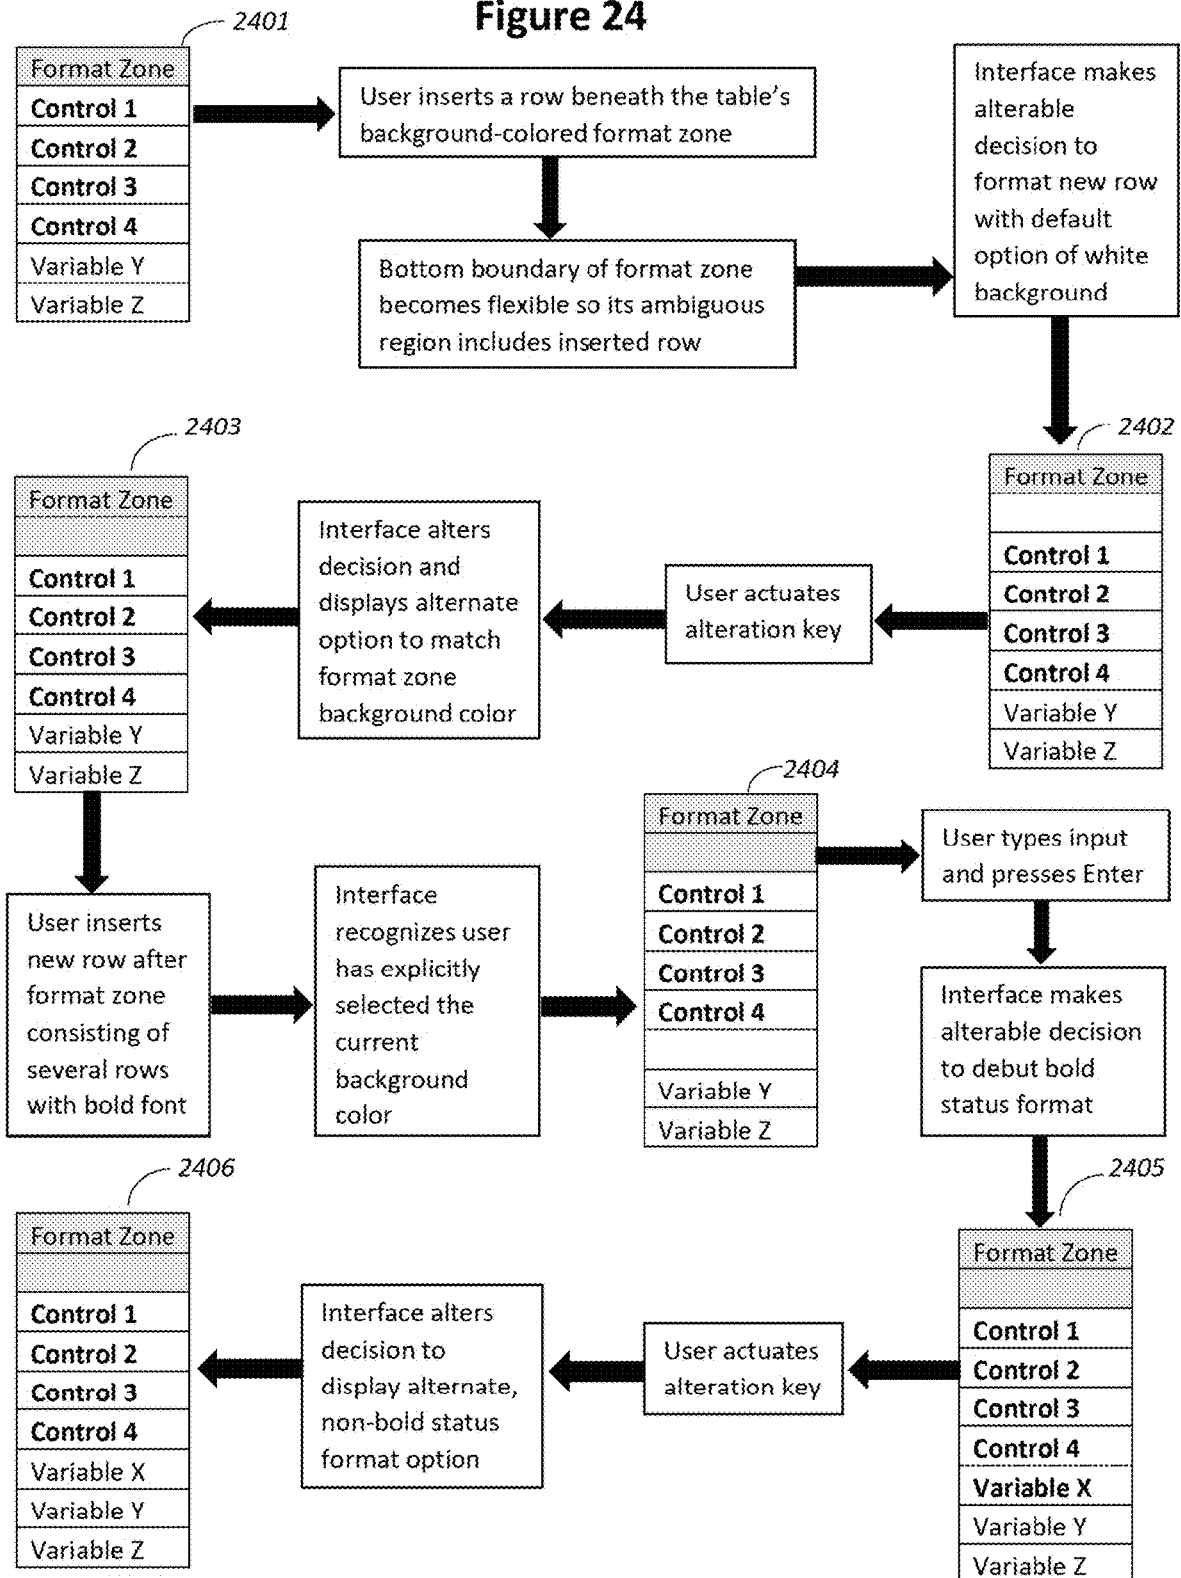 Figure 24
2401
Format Zone
Control 1
Control 2
Control 3
Control 4
Variable Y
Variable Z
User inserts a row beneath the table's
background-colored format zone
Bottom boundary of format zone
becomes flexible so its ambiguous
region includes inserted row
Interface makes
alterable
decision to
format new row
with default
option of white
background
2402
Format Zone
Control 1
Control 2
Control 3
Control 4
Variable Y
Variable Z
User actuates
alteration key
Interface alters
decision and
displays alternate
option to match
format zone
background color
2403
Format Zone
Control 1
Control 2
Control 3
Control 4
Variable Y
Variable Z
User inserts
new row after
format zone
consisting of
several rows
with bold font
Interface
recognizes user
has explicitly
selected the
current
background
color
2404
Format Zone
Control 1
Control 2
Control 3
Control 4
Variable Y
Variable Z
User types input
and presses Enter
Interface makes
alterable decision
to debut bold
status format
2405
Format Zone
Control 1
Control 2
Control 3
Control 4
Variable X
Variable Y
Variable Z
User actuates
alteration key
Interface alters
decision to
display alternate,
non-bold status
format option
2406
Format Zone
Control 1
Control 2
Control 3
Control 4
Variable X
Variable Y
Variable Z